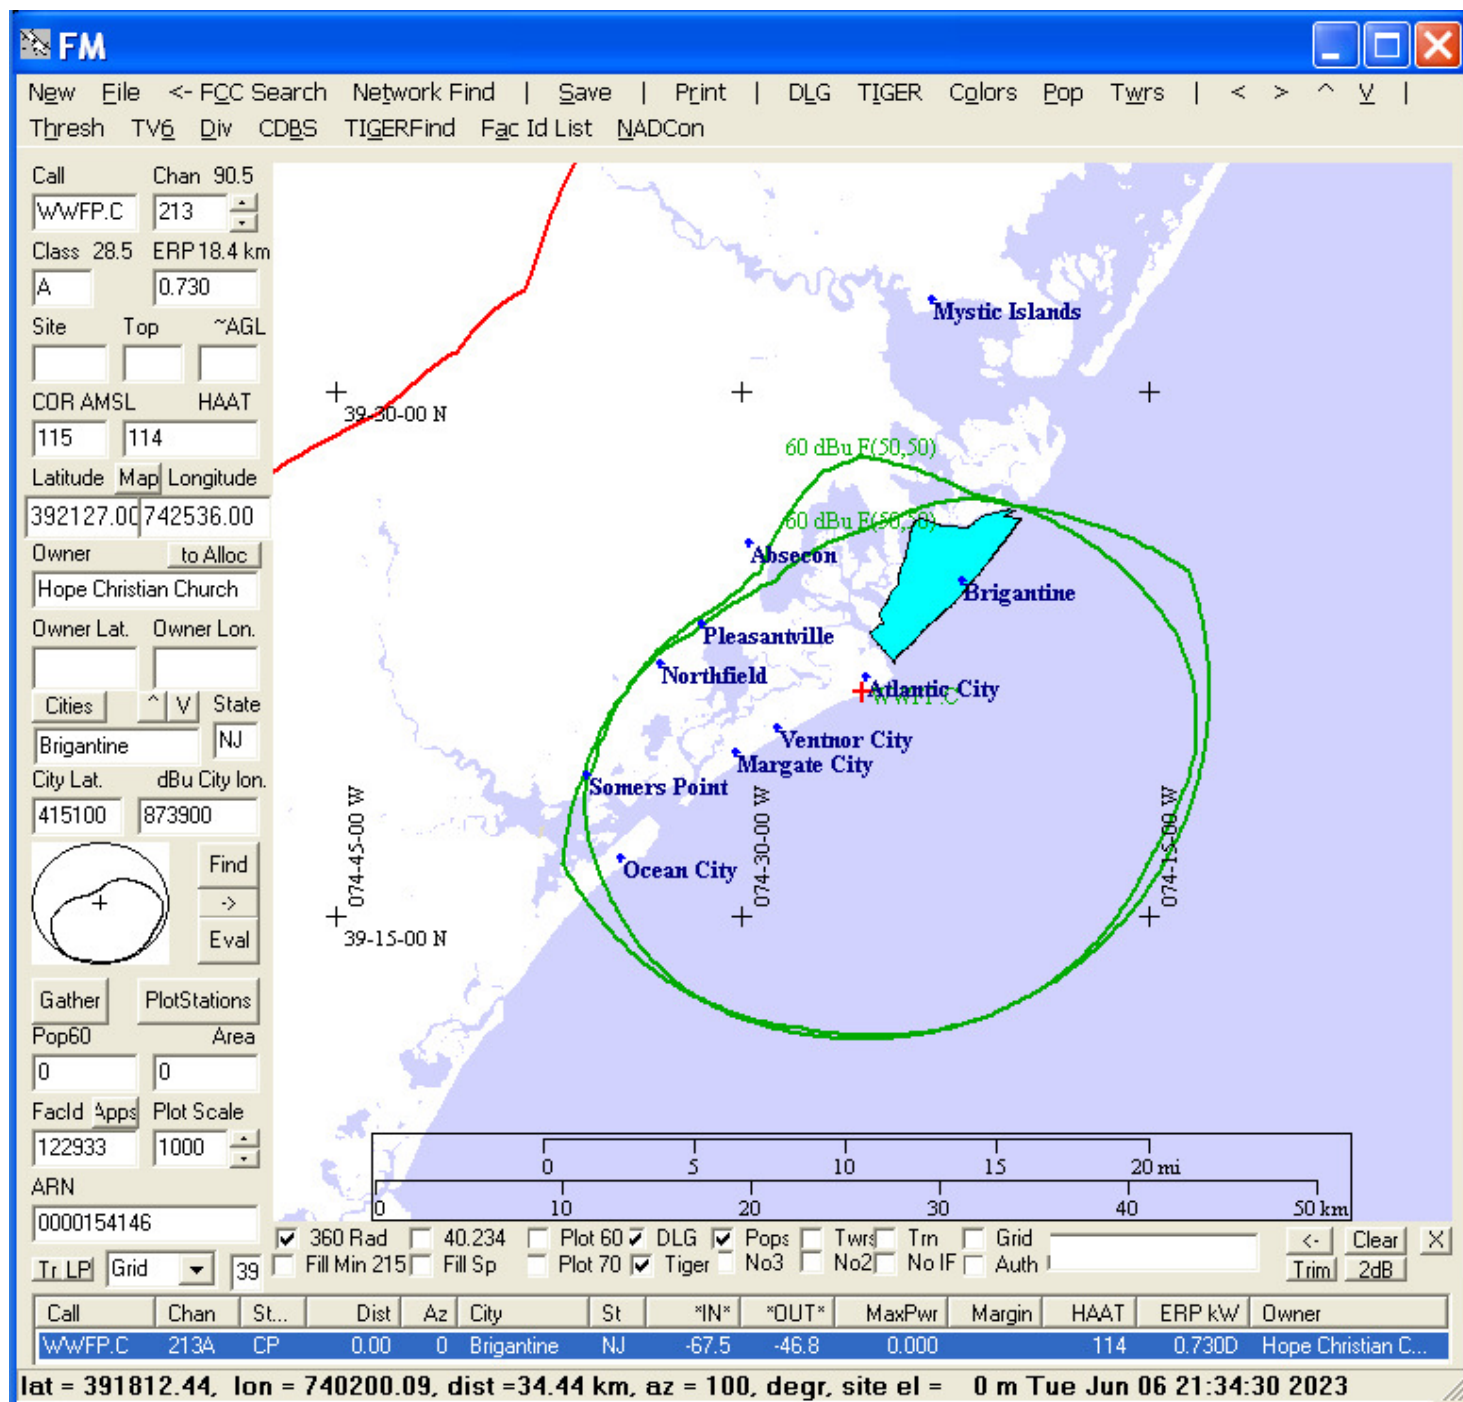 FM
New File <- FCC Search Network Find | Save | Print | DLG TIGER Colors Pop Twrs | < > ^ V |
Thresh TV6 Div CDBS TIGERFind Fac Id List NADCon
Call Chan 90.5
WWFP.C 213
Class 28.5 ERP 18.4 km
A 0.730
Site Top ~AGL
COR AMSL HAAT
115 114
Latitude Map Longitude
392127.00 742536.00
Owner to Alloc
Hope Christian Church
Owner Lat. Owner Lon.
Cities ^ V State
Brigantine NJ
City Lat. dBu City lon.
415100 873900
Find
->
Eval
Gather PlotStations
Pop60 Area
0 0
FacId Apps Plot Scale
122933 1000
ARN
0000154146
Tr LP Grid 39
Mystic Islands
39-30-00 N
60 dBu F(50,50)
60 dBu F(50,50)
Absecon
Brigantine
Pleasantville
Northfield
Atlantic City
WWFP.C
Ventnor City
Margate City
Somers Point
Ocean City
074-45-00 W
074-30-00 W
074-15-00 W
39-15-00 N
0 5 10 15 20 mi
0 10 20 30 40 50 km
360 Rad 40.234 Plot 60 DLG Pops Twrs Trn Grid <- Clear X
Fill Min 215 Fill Sp Plot 70 Tiger No3 No2 No IF Auth Trim 2dB
Call Chan St... Dist Az City St *IN* *OUT* MaxPwr Margin HAAT ERP kW Owner
WWFP.C 213A CP 0.00 0 Brigantine NJ -67.5 -46.8 0.000 114 0.730D Hope Christian C...
lat = 391812.44, lon = 740200.09, dist =34.44 km, az = 100, degr, site el = 0 m Tue Jun 06 21:34:30 2023